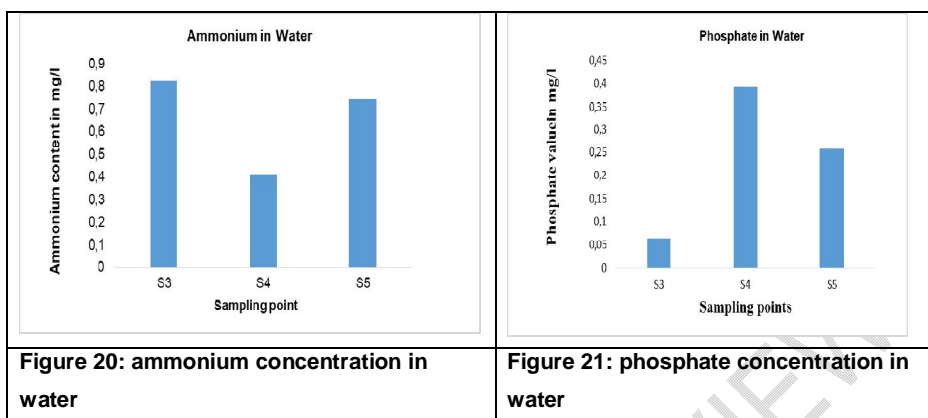 Ammonium in Water
Ammonium content in mg/l
0,9
0,8
0,7
0,6
0,5
0,4
0,3
0,2
0,1
0
S3 S4 S5
Sampling point
Figure 20: ammonium concentration in
water
Phosphate in Water
Phosphate valuein mg/l
0,45
0,4
0,35
0,3
0,25
0,2
0,15
0,1
0,05
0
S3 S4 S5
Sampling points
Figure 21: phosphate concentration in
water
VIEW